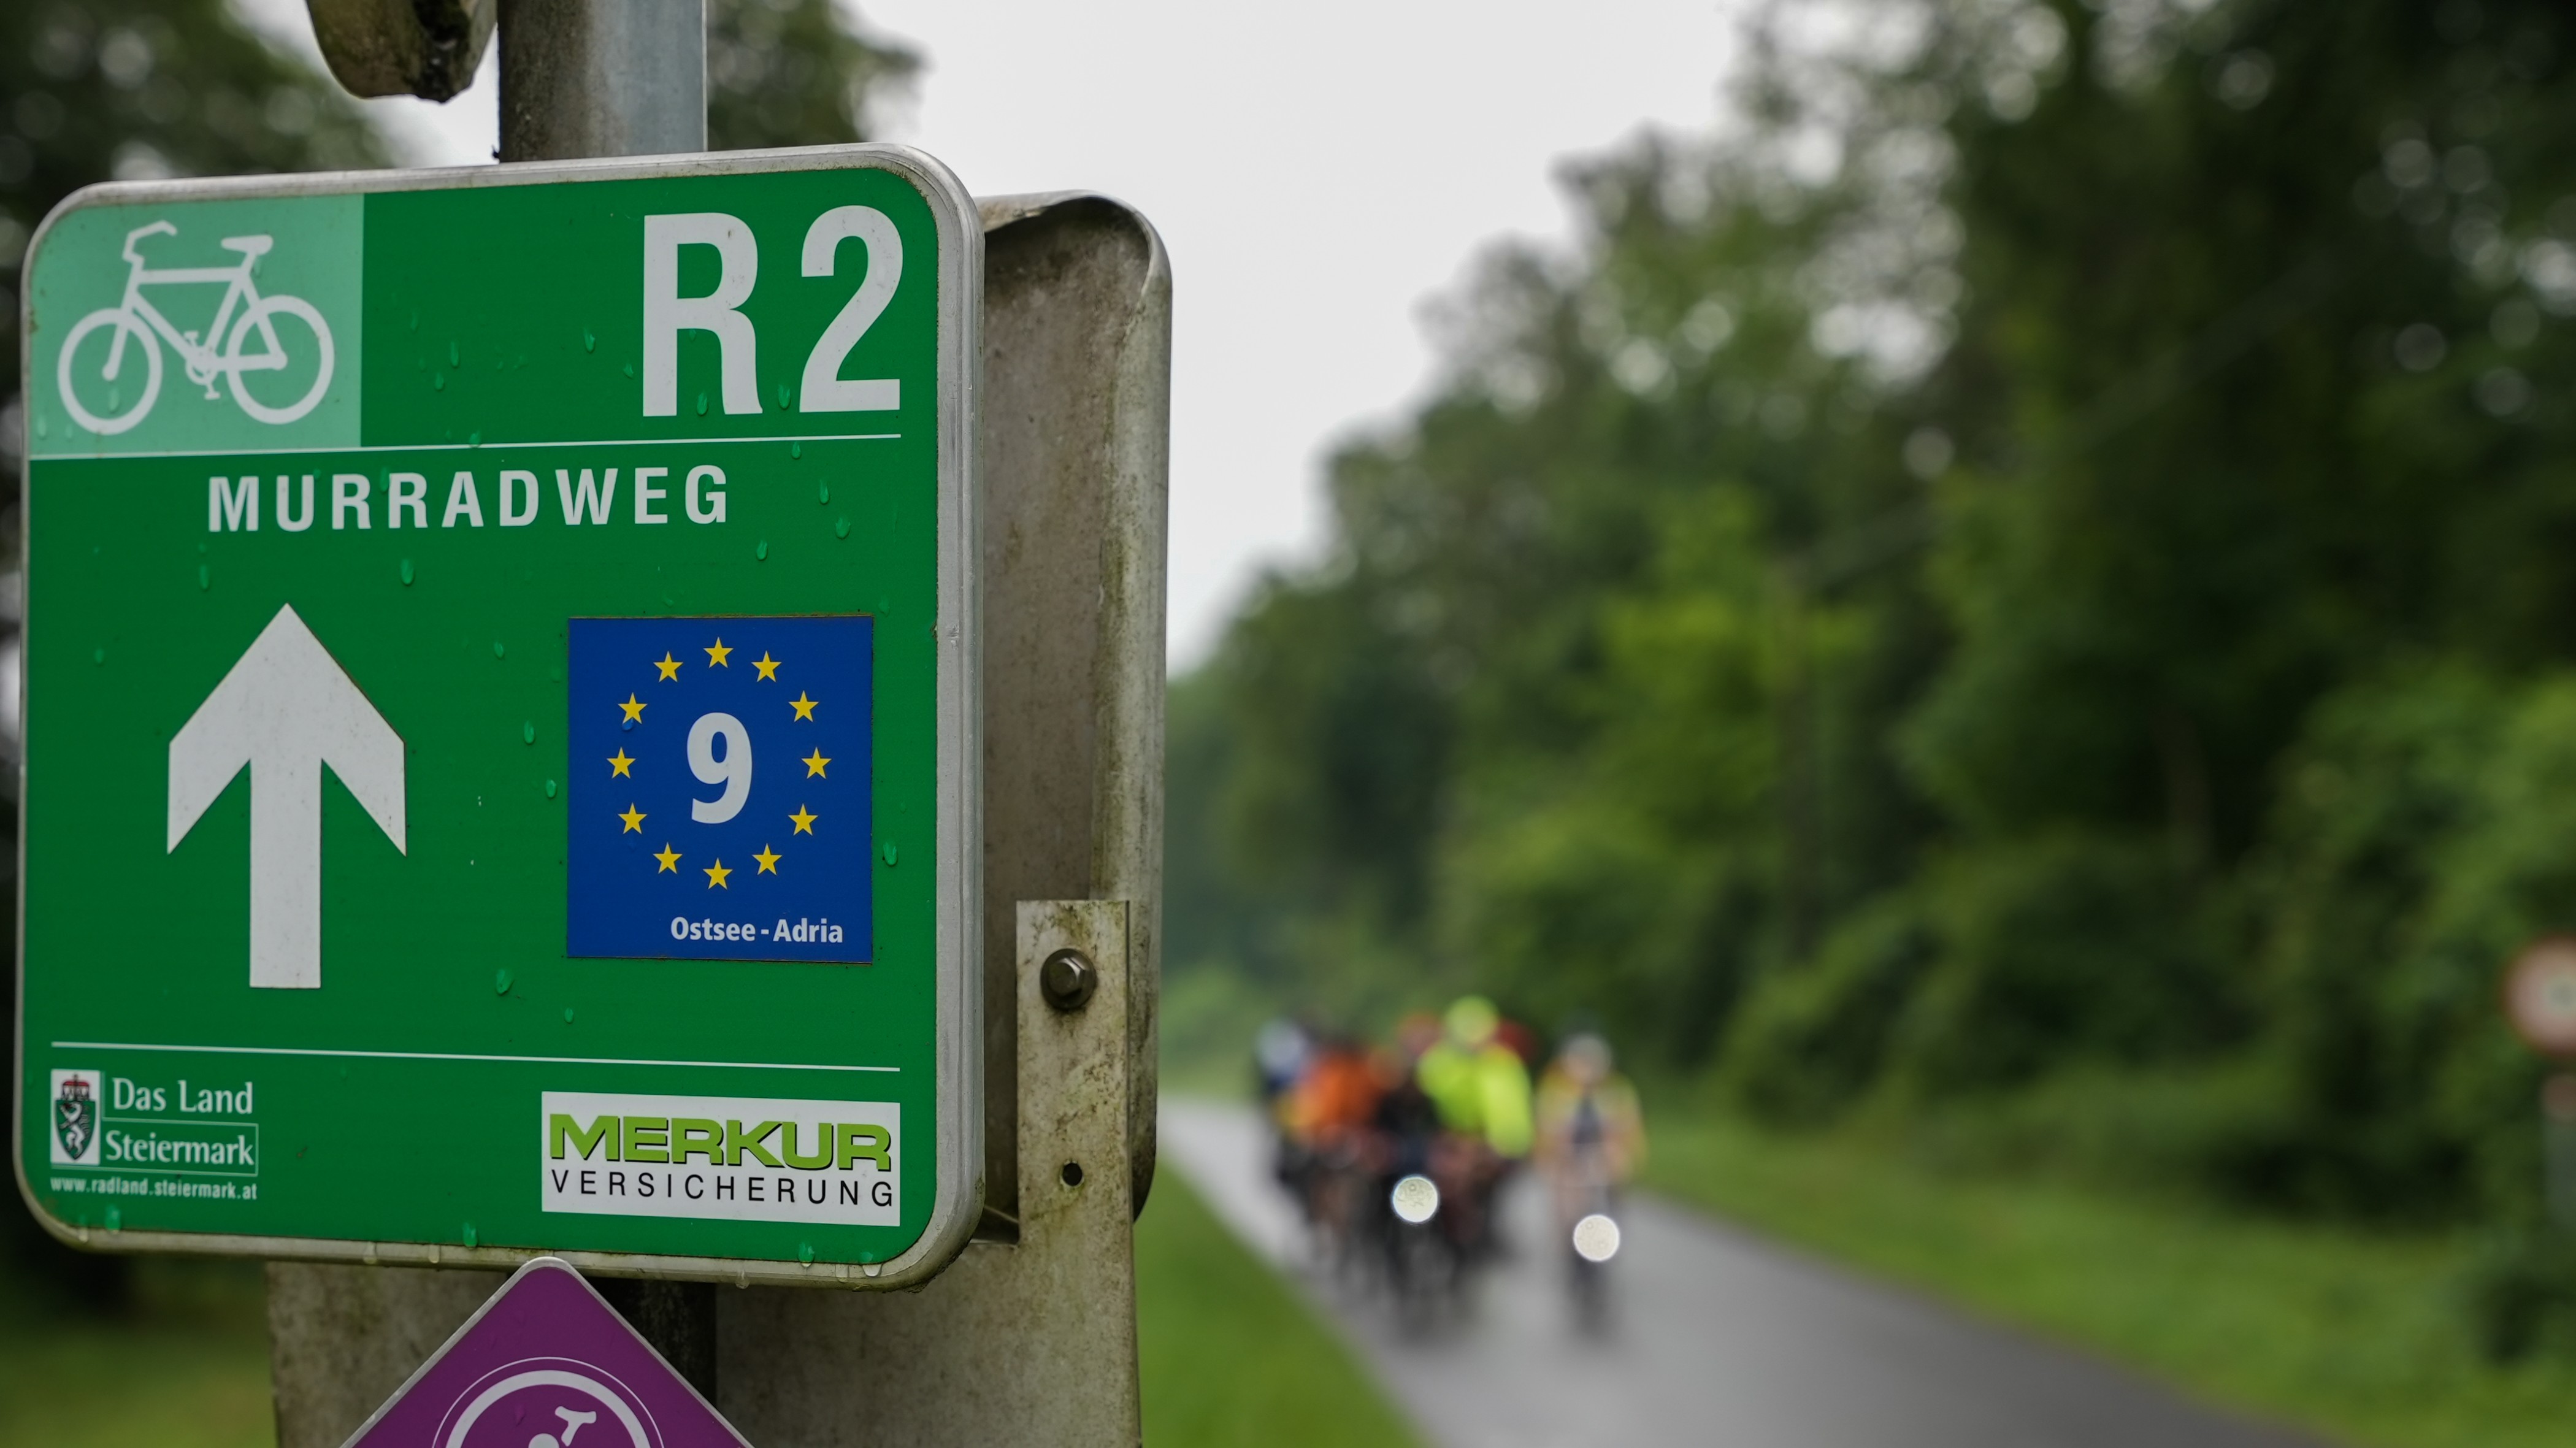 R2
MURRADWEG
9
Ostsee - Adria
Das Land
Steiermark
www.radland.steiermark.at
MERKUR
VERSICHERUNG